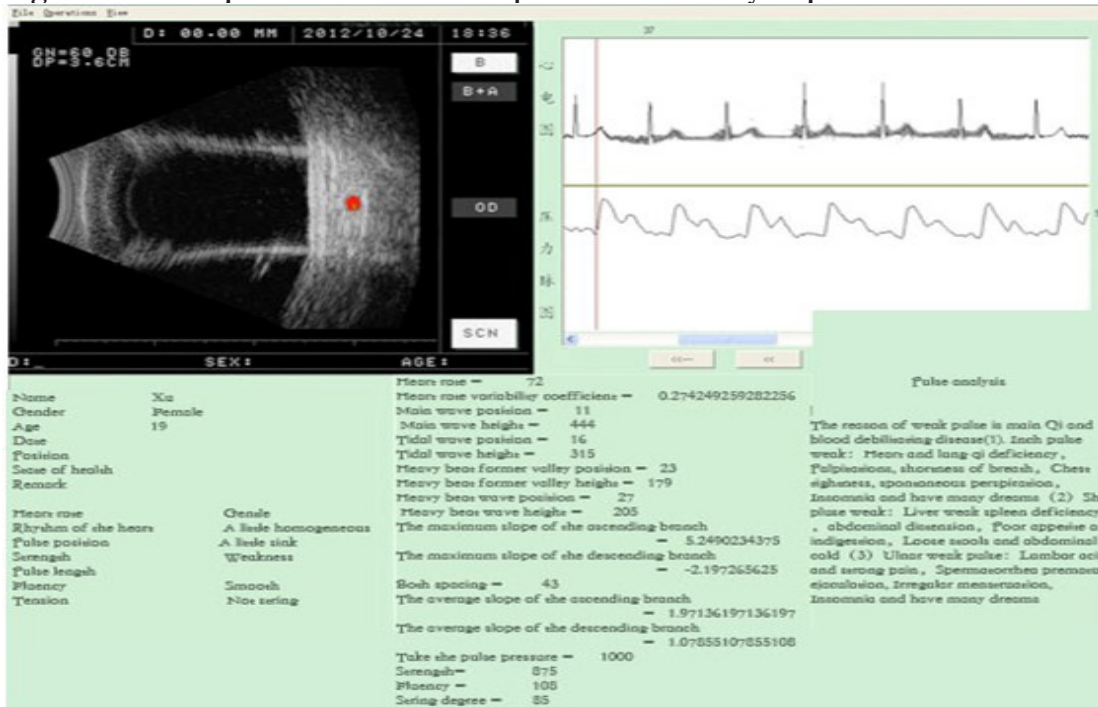 File Operations View
D: 00.00 MM 2012/10/24 18:36
GN=60 DB
DP=3.6CM
B
B+A
OD
SCN
D:_ SEX: AGE:
37
心
电
图
压
力
脉
图
<<--
<<
Name Xu
Gender Female
Age 19
Date
Position
State of health
Remark
Heart rate Gentle
Rhythm of the heart A little homogeneous
Pulse position A little sink
Strength Weakness
Pulse length
Fluency Smooth
Tension Not string
Heart rate = 72
Heart rate variability coefficient = 0.274249259282256
Main wave position = 11
Main wave height = 444
Tidal wave position = 16
Tidal wave height = 315
Heavy beat former valley position = 23
Heavy beat former valley height = 179
Heavy beat wave position = 27
Heavy beat wave height = 205
The maximum slope of the ascending branch
= 5.2490234375
The maximum slope of the descending branch
= -2.197265625
Both spacing = 43
The average slope of the ascending branch
= 1.97136197136197
The average slope of the descending branch
= 1.07855107855108
Take the pulse pressure = 1000
Strength= 875
Fluency = 108
String degree = 85
Pulse analysis
The reason of weak pulse is main Qi and
blood debilitating disease(1). Inch pulse
weak: Heart and lung qi deficiency,
Palpitations, shortness of breath, Chest
tightness, spontaneous perspiration,
Insomnia and have many dreams (2) Sh
pluse weak: Liver weak spleen deficiency
, abdominal distension, Poor appetite o
indigestion, Loose stools and abdominal
cold (3) Ulnar weak pulse: Lumbar aci
and strong pain, Spermatorrhea prematu
ejaculation, Irregular menstruation,
Insomnia and have many dreams